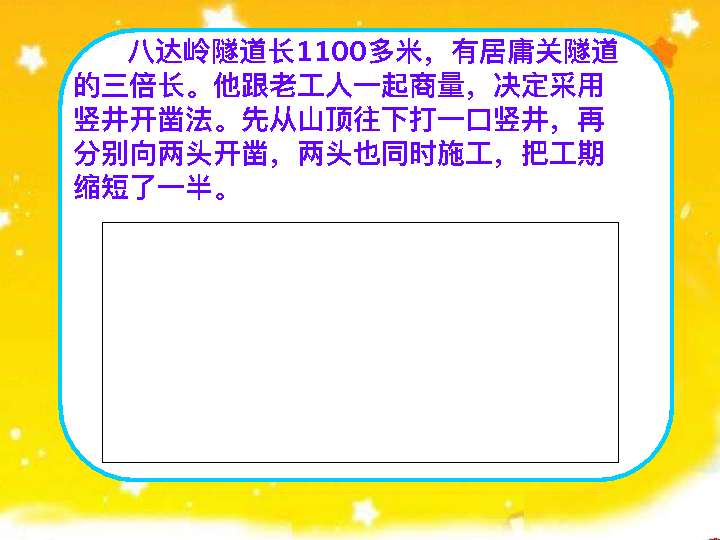 八达岭隧道长1100多米，有居庸关隧道
的三倍长。他跟老工人一起商量，决定采用
竖井开凿法。先从山顶往下打一口竖井，再
分别向两头开凿，两头也同时施工，把工期
缩短了一半。